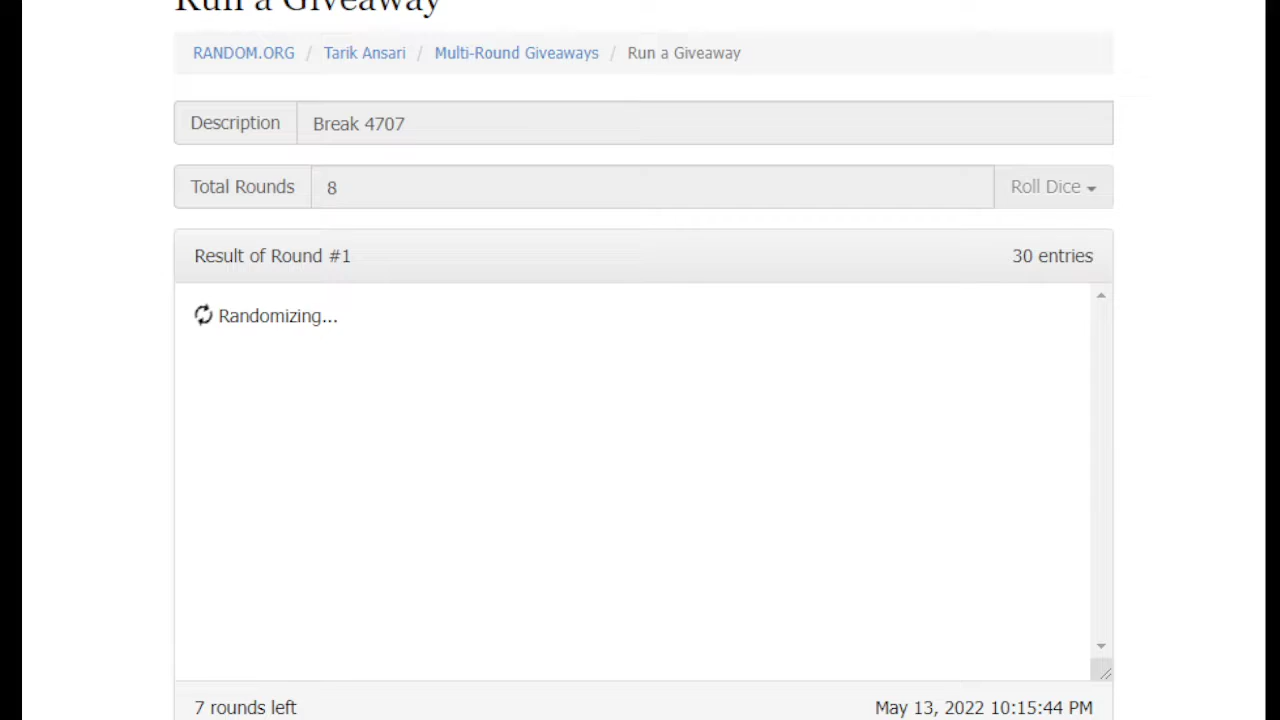 Run a Giveaway
RANDOM.ORG / Tarik Ansari / Multi-Round Giveaways / Run a Giveaway
Description Break 4707
Total Rounds 8 Roll Dice
Result of Round #1 30 entries
Randomizing...
7 rounds left May 13, 2022 10:15:44 PM